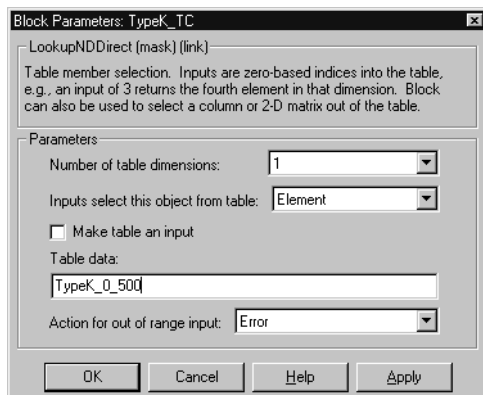 Block Parameters: TypeK_TC
LookupNDDirect (mask) (link)
Table member selection. Inputs are zero-based indices into the table,
e.g., an input of 3 returns the fourth element in that dimension. Block
can also be used to select a column or 2-D matrix out of the table.
Parameters
Number of table dimensions: 1
Inputs select this object from table: Element
Make table an input
Table data:
TypeK_0_500
Action for out of range input: Error
OK Cancel Help Apply